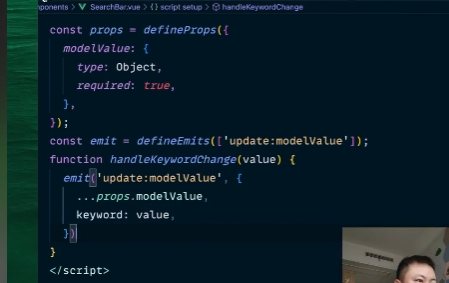 ponents > SearchBar.vue > {} script setup > handleKeywordChange
const props = defineProps({
modelValue: {
type: Object,
required: true,
},
});
const emit = defineEmits(['update:modelValue']);
function handleKeywordChange(value) {
emit('update:modelValue', {
...props.modelValue,
keyword: value,
})
}
</script>